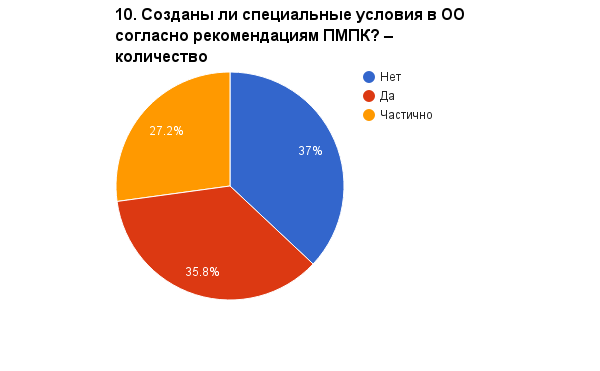 10. Созданы ли специальные условия в ОО
согласно рекомендациям ПМПК? –
количество
Нет
Да
Частично
27.2%
37%
35.8%